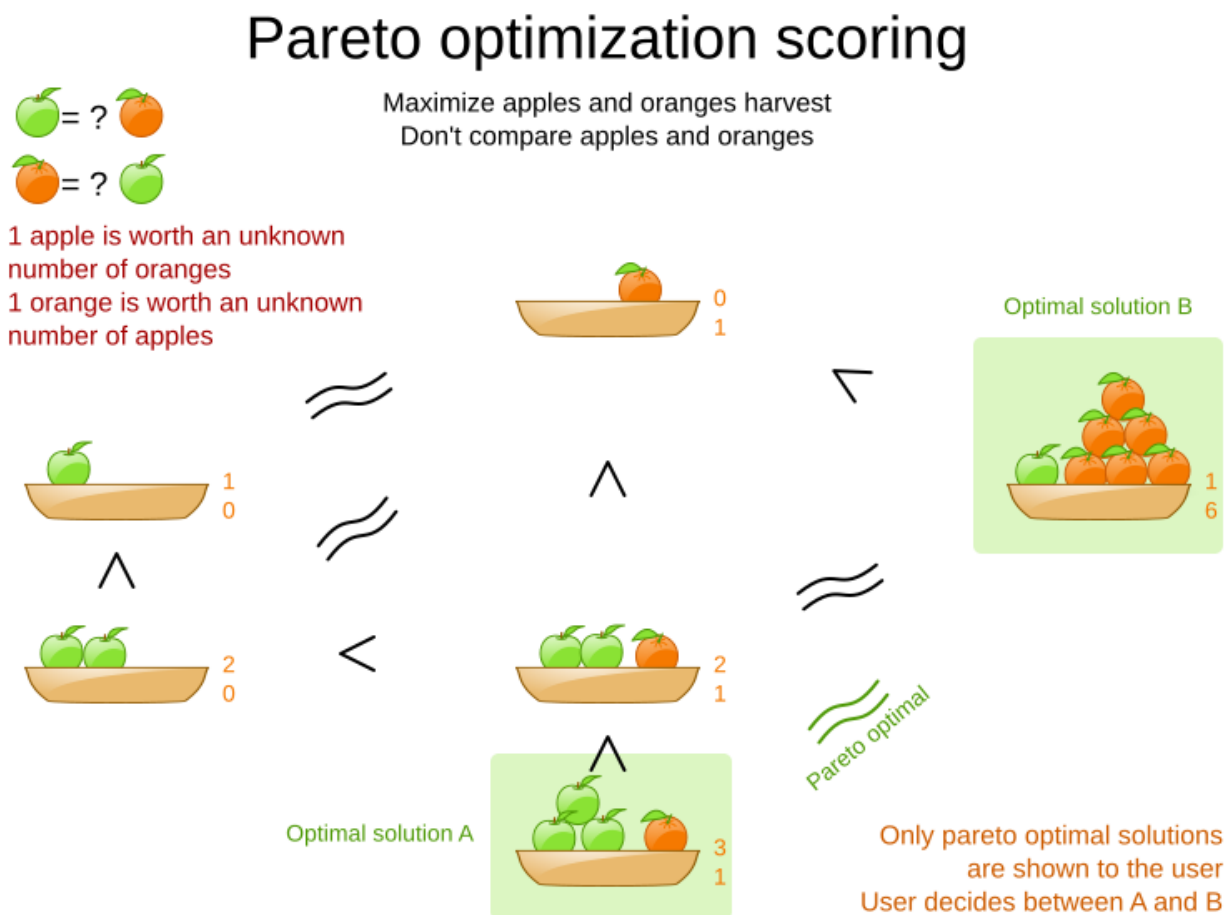 Pareto optimization scoring
Maximize apples and oranges harvest
Don't compare apples and oranges
= ?
= ?
1 apple is worth an unknown
number of oranges
1 orange is worth an unknown
number of apples
0
1
Optimal solution B
1
0
1
6
2
0
2
1
Pareto optimal
Optimal solution A
3
1
Only pareto optimal solutions
are shown to the user
User decides between A and B